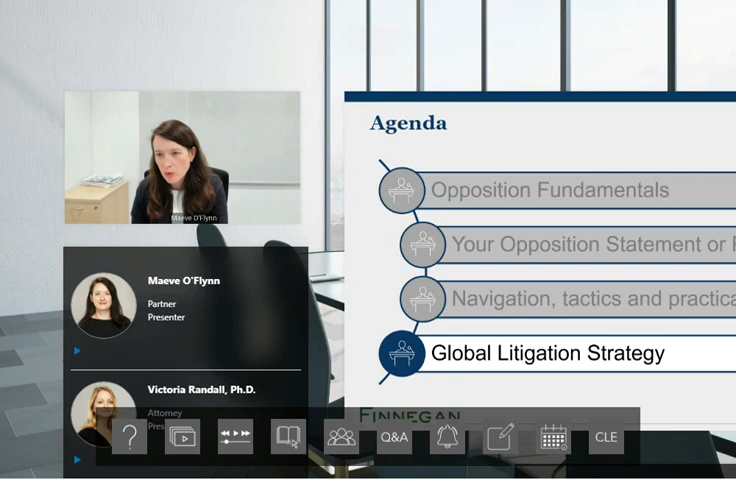 Agenda
Opposition Fundamentals
Your Opposition Statement or
Navigation, tactics and practica
Global Litigation Strategy
Maeve O'Flynn
Maeve O'Flynn
Partner
Presenter
Victoria Randall, Ph.D.
Attorney
Pres
FINNEGAN
?
Q&A
CLE